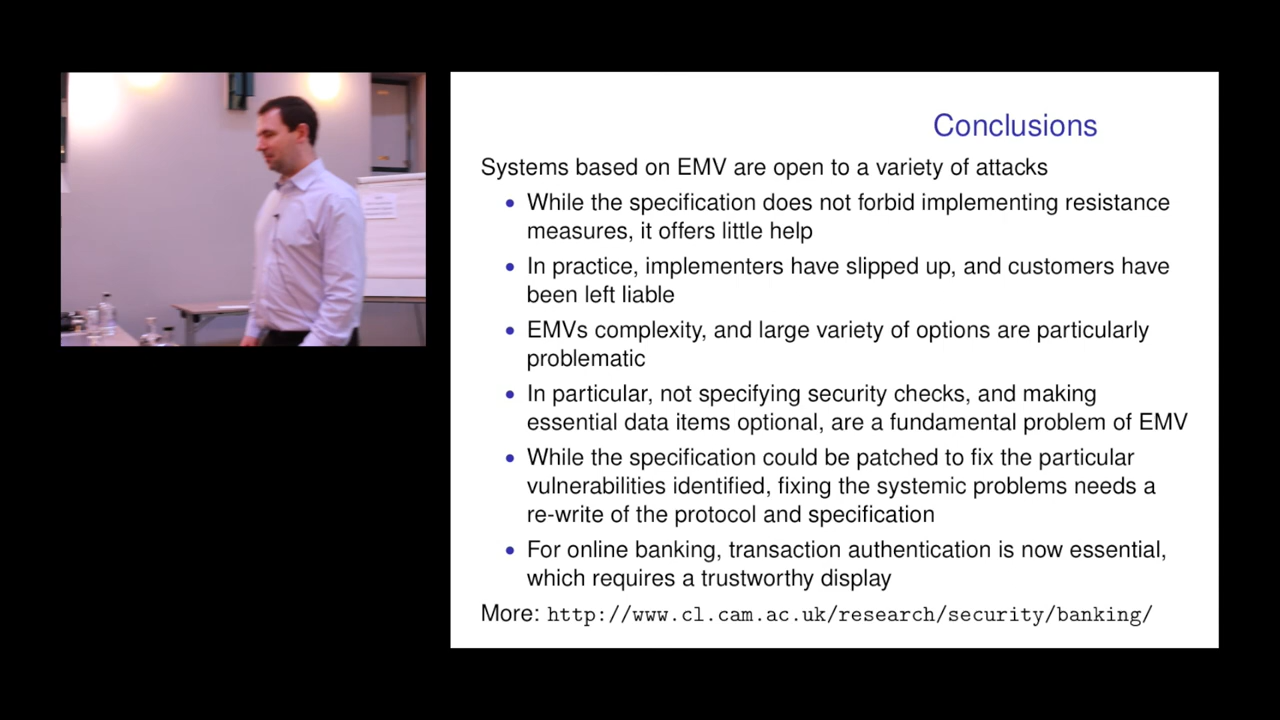 Conclusions
Systems based on EMV are open to a variety of attacks
• While the specification does not forbid implementing resistance
measures, it offers little help
• In practice, implementers have slipped up, and customers have
been left liable
• EMVs complexity, and large variety of options are particularly
problematic
• In particular, not specifying security checks, and making
essential data items optional, are a fundamental problem of EMV
• While the specification could be patched to fix the particular
vulnerabilities identified, fixing the systemic problems needs a
re-write of the protocol and specification
• For online banking, transaction authentication is now essential,
which requires a trustworthy display
More: http://www.cl.cam.ac.uk/research/security/banking/